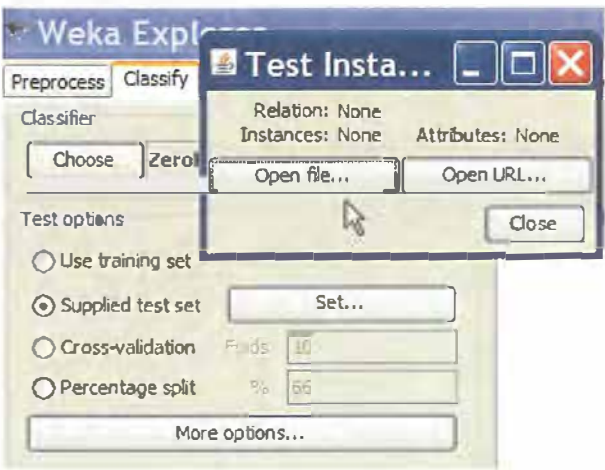 Weka Expl
Test Insta...
Preprocess Classify
Relation: None
Instances: None Attributes: None
Classifier
Choose Zero
Open file... Open URL...
Close
Test options
Use training set
Supplied test set Set...
Cross-validation Folds 10
Percentage split % 66
More options...